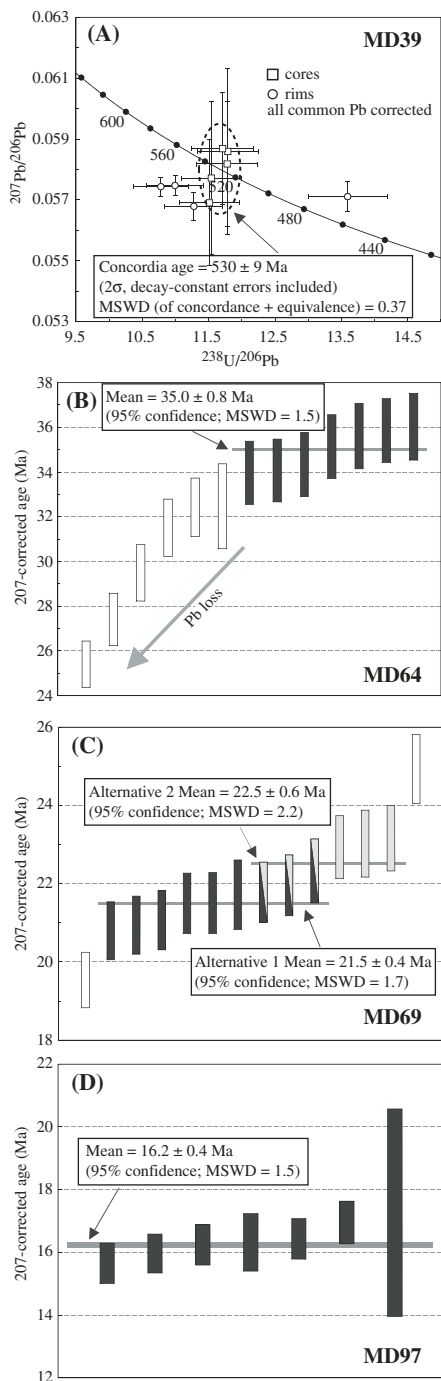 (A)
MD39
cores
rims
all common Pb corrected
0.061
0.059
0.057
0.055
0.053
207Pb/206Pb
600
560
520
480
440
Concordia age = 530 ± 9 Ma
(2σ, decay-constant errors included)
MSWD (of concordance + equivalence) = 0.37
9.5 10.5 11.5 12.5 13.5 14.5
238U/206Pb
(B)
38
36
34
32
30
28
26
24
207-corrected age (Ma)
Mean = 35.0 ± 0.8 Ma
(95% confidence; MSWD = 1.5)
Pb loss
MD64
(C)
26
24
22
20
18
207-corrected age (Ma)
Alternative 2 Mean = 22.5 ± 0.6 Ma
(95% confidence; MSWD = 2.2)
Alternative 1 Mean = 21.5 ± 0.4 Ma
(95% confidence; MSWD = 1.7)
MD69
(D)
22
20
18
16
14
12
207-corrected age (Ma)
Mean = 16.2 ± 0.4 Ma
(95% confidence; MSWD = 1.5)
MD97